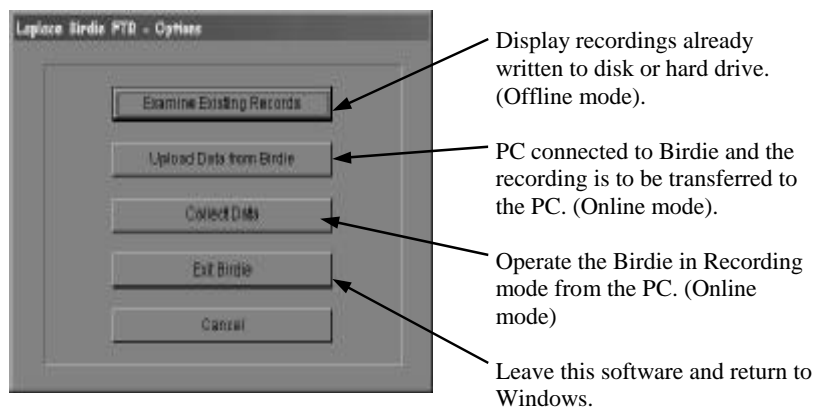 Laplace Birdie PTR - Options
Examine Existing Records
Upload Data from Birdie
Collect Data
Exit Birdie
Cancel
Display recordings already
written to disk or hard drive.
(Offline mode).
PC connected to Birdie and the
recording is to be transferred to
the PC. (Online mode).
Operate the Birdie in Recording
mode from the PC. (Online
mode)
Leave this software and return to
Windows.